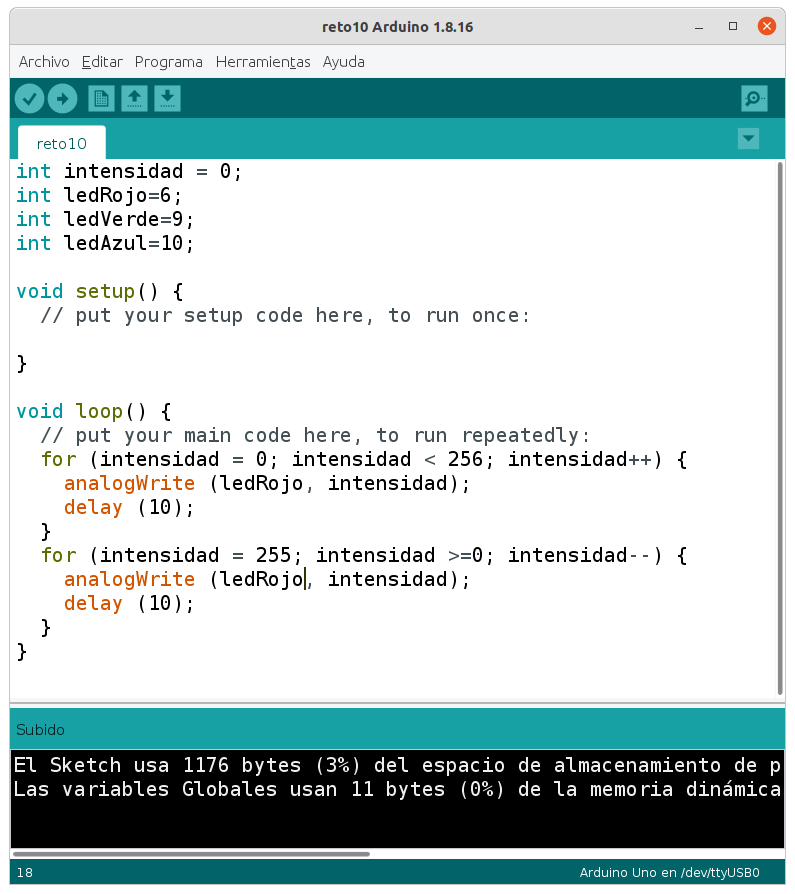 reto10 Arduino 1.8.16
Archivo Editar Programa Herramientas Ayuda
reto10
int intensidad = 0;
int ledRojo=6;
int ledVerde=9;
int ledAzul=10;
void setup() {
  // put your setup code here, to run once:
}
void loop() {
  // put your main code here, to run repeatedly:
  for (intensidad = 0; intensidad < 256; intensidad++) {
    analogWrite (ledRojo, intensidad);
    delay (10);
  }
  for (intensidad = 255; intensidad >=0; intensidad--) {
    analogWrite (ledRojo, intensidad);
    delay (10);
  }
}
Subido
El Sketch usa 1176 bytes (3%) del espacio de almacenamiento de p
Las variables Globales usan 11 bytes (0%) de la memoria dinámica
18 Arduino Uno en /dev/ttyUSB0